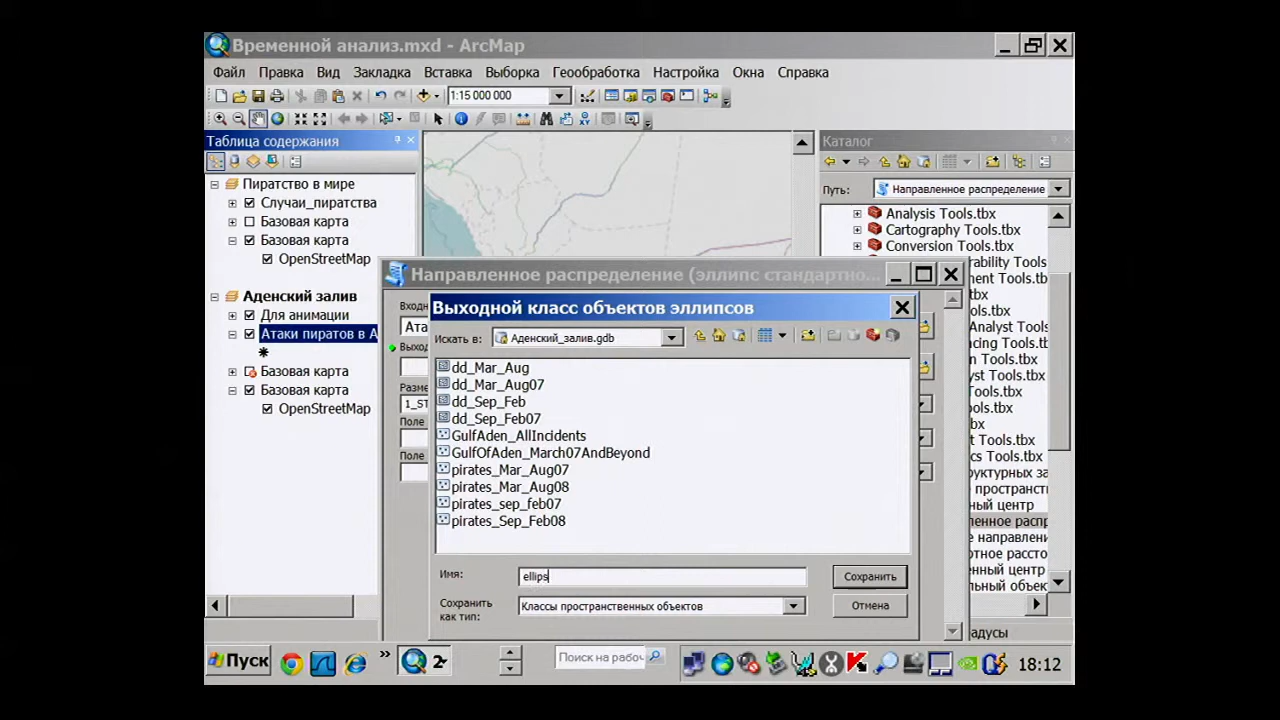 Временной анализ.mxd - ArcMap
Файл Правка Вид Закладка Вставка Выборка Геообработка Настройка Окна Справка
1:15 000 000
Таблица содержания
Пиратство в мире
Случаи_пиратства
Базовая карта
Базовая карта
OpenStreetMap
Аденский залив
Для анимации
Атаки пиратов в А
Базовая карта
Базовая карта
OpenStreetMap
Каталог
Путь: Направленное распределение
Analysis Tools.tbx
Cartography Tools.tbx
Conversion Tools.tbx
Направленное распределение (эллипс стандартно...
Выходной класс объектов эллипсов
Искать в: Аденский_залив.gdb
dd_Mar_Aug
dd_Mar_Aug07
dd_Sep_Feb
dd_Sep_Feb07
GulfAden_AllIncidents
GulfOfAden_March07AndBeyond
pirates_Mar_Aug07
pirates_Mar_Aug08
pirates_sep_feb07
pirates_Sep_Feb08
Имя: ellips Сохранить
Сохранить как тип: Классы пространственных объектов Отмена
Пуск » 2 Поиск на рабоч 18:12